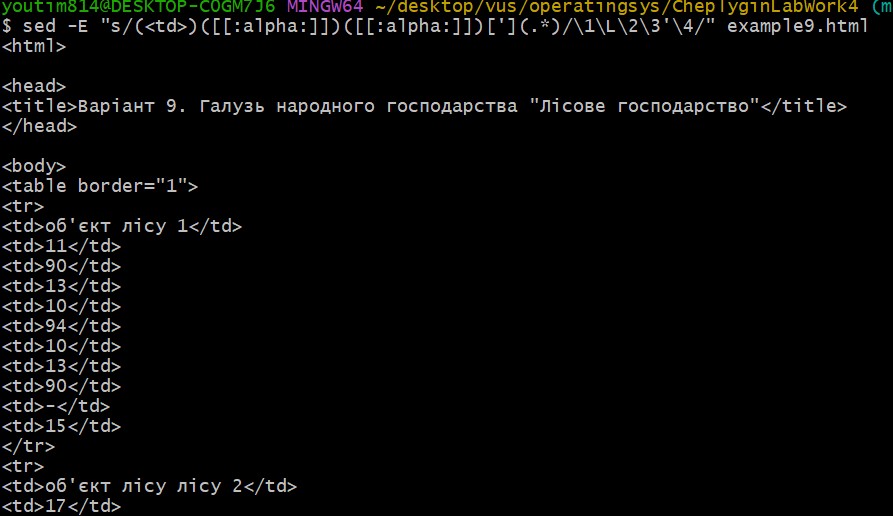 youtim814@DESKTOP-COGM7J6 MINGW64 ~/desktop/vus/operatingsys/CheplyginLabWork4 (m
$ sed -E "s/(<td>)([[:alpha:]])([[:alpha:]])['](.*)/\1\L\2\3'\4/" example9.html
<html>
<head>
<title>Варіант 9. Галузь народного господарства "Лісове господарство"</title>
</head>
<body>
<table border="1">
<tr>
<td>об'єкт лісу 1</td>
<td>11</td>
<td>90</td>
<td>13</td>
<td>10</td>
<td>94</td>
<td>10</td>
<td>13</td>
<td>90</td>
<td>-</td>
<td>15</td>
</tr>
<tr>
<td>об'єкт лісу лісу 2</td>
<td>17</td>